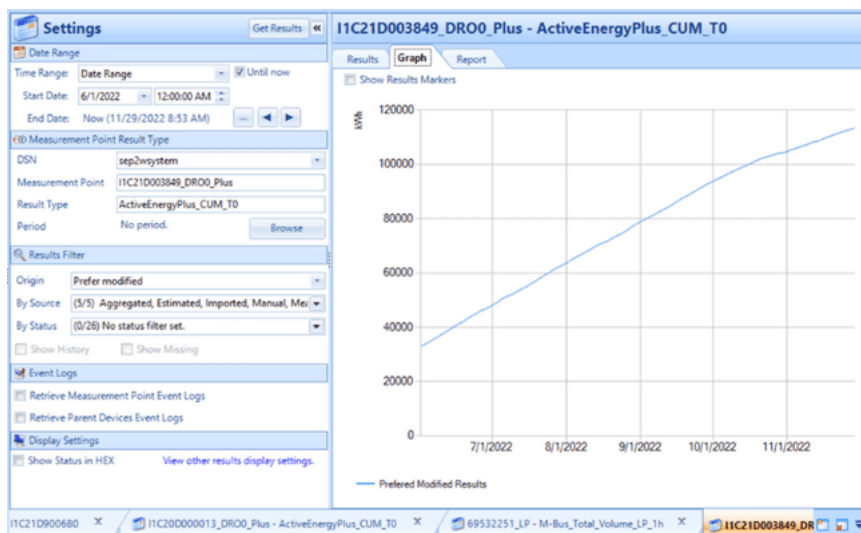 Settings
Get Results «
Date Range
Time Range: Date Range Until now
Start Date: 6/1/2022 12:00:00 AM
End Date: Now (11/29/2022 8:53 AM) ...
Measurement Point Result Type
DSN sep2wsystem
Measurement Point I1C21D003849_DRO0_Plus
Result Type ActiveEnergyPlus_CUM_T0
Period No period. Browse
Results Filter
Origin Prefer modified
By Source (5/5) Aggregated, Estimated, Imported, Manual, Mea
By Status (0/26) No status filter set.
Show History Show Missing
Event Logs
Retrieve Measurement Point Event Logs
Retrieve Parent Devices Event Logs
Display Settings
Show Status in HEX View other results display settings.
I1C21D003849_DRO0_Plus - ActiveEnergyPlus_CUM_T0
Results Graph Report
Show Results Markers
kWh
120000
100000
80000
60000
40000
20000
0
7/1/2022 8/1/2022 9/1/2022 10/1/2022 11/1/2022
Prefered Modified Results
I1C21D900680 X I1C20D000013_DRO0_Plus - ActiveEnergyPlus_CUM_T0 X 69532251_LP - M-Bus_Total_Volume_LP_1h X I1C21D003849_DR